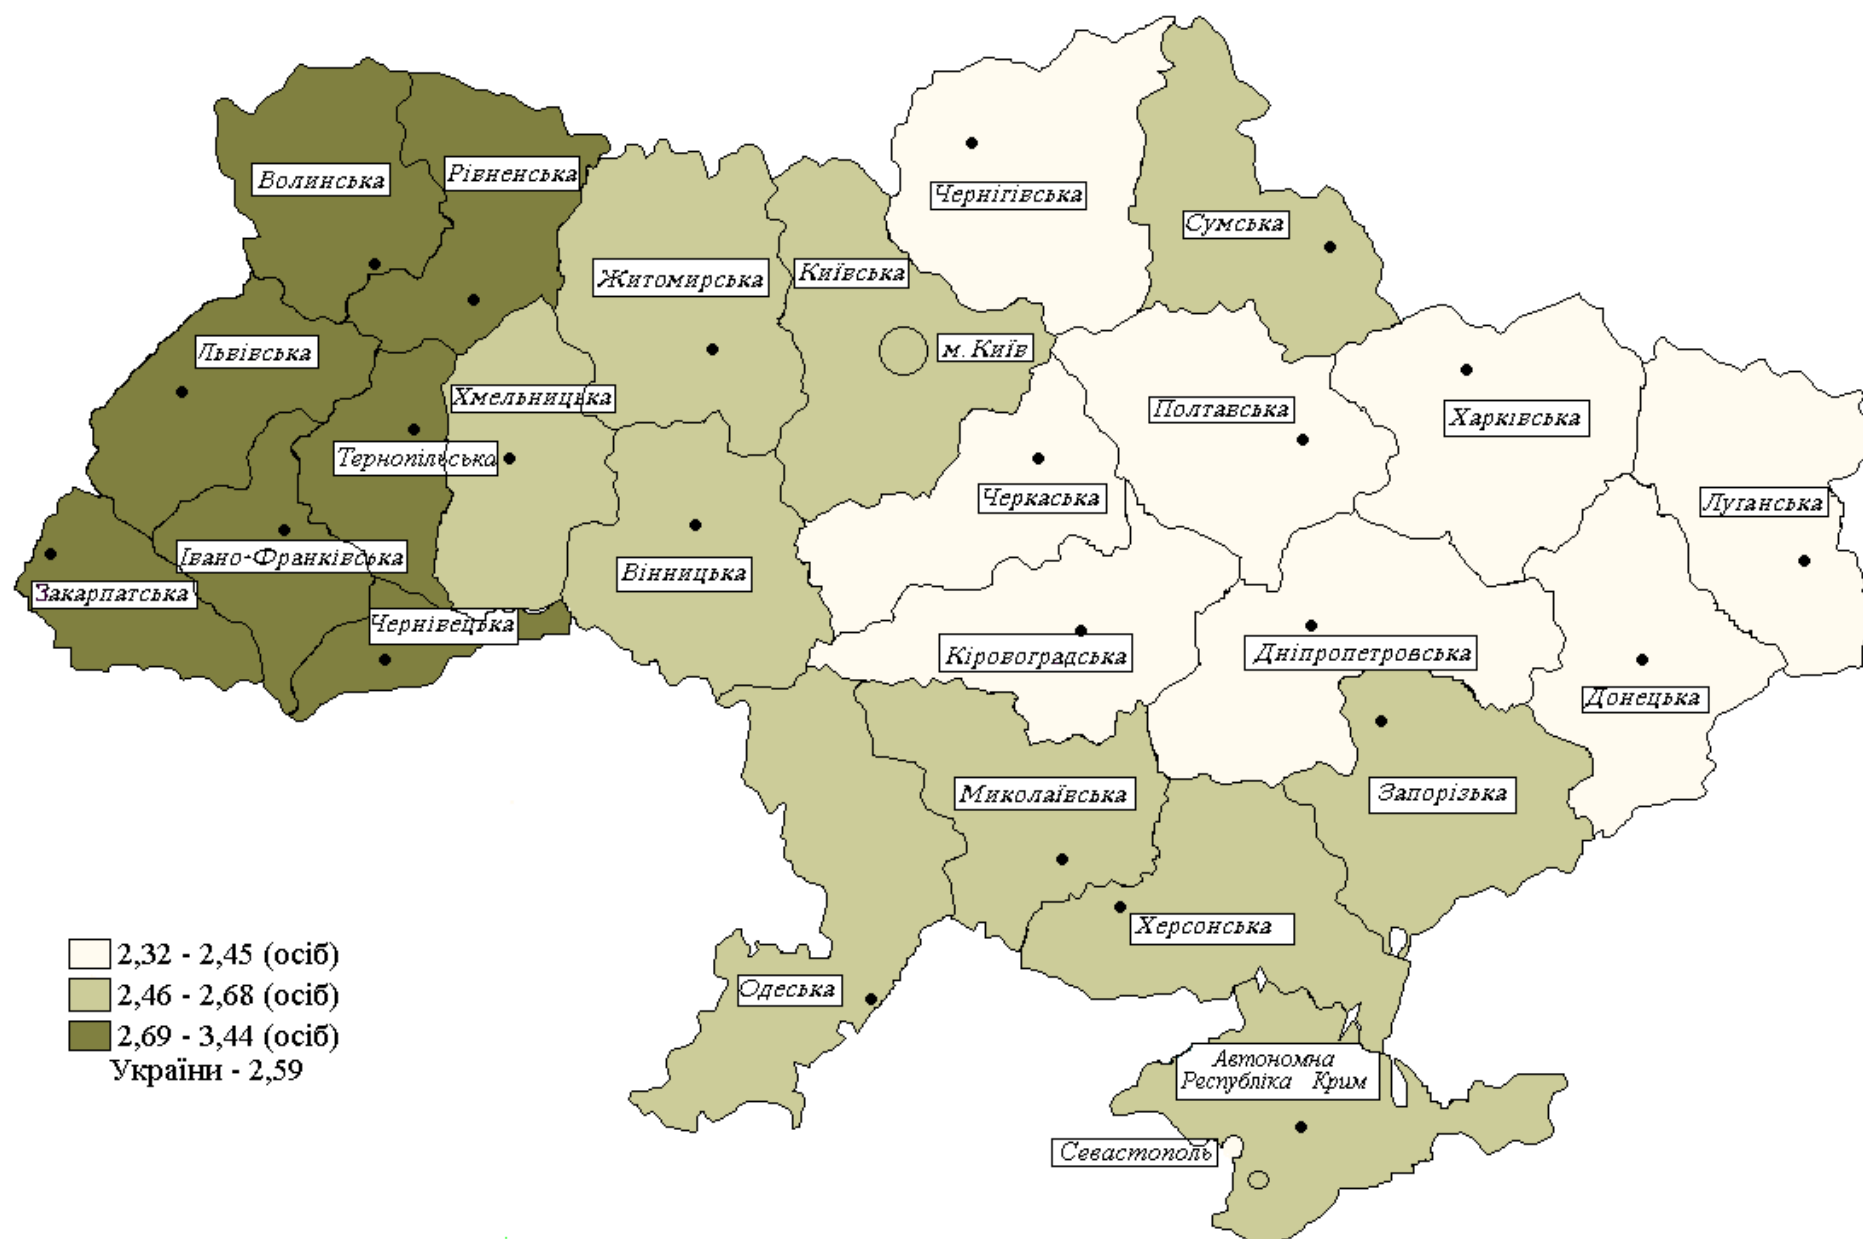 Волинська
Рівненська
Чернігівська
Сумська
Житомирська
Київська
м. Київ
Львівська
Хмельницька
Полтавська
Харківська
Тернопільська
Черкаська
Луганська
Івано-Франківська
Вінницька
Закарпатська
Чернівецька
Кіровоградська
Дніпропетровська
Донецька
Миколаївська
Запорізька
Херсонська
Одеська
2,32 - 2,45 (осіб)
2,46 - 2,68 (осіб)
2,69 - 3,44 (осіб)
України - 2,59
Автономна
Республіка Крим
Севастополь